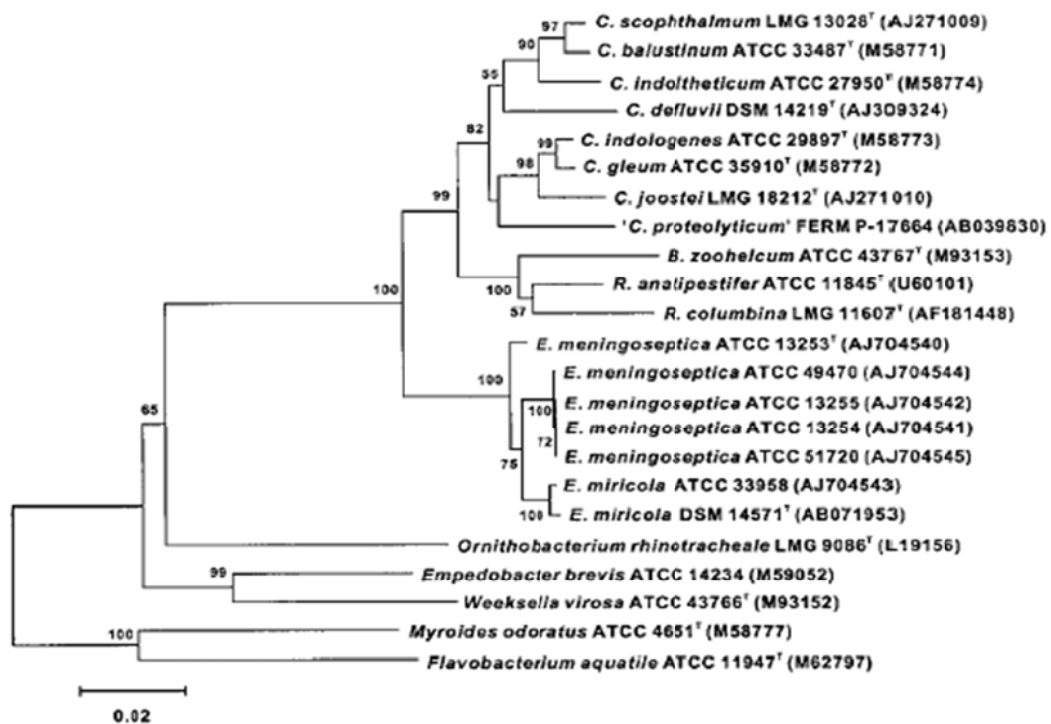 C. scophthalmum LMG 13028T (AJ271009)
97
90
C. balustinum ATCC 33487T (M58771)
55
C. indoltheticum ATCC 27950T (M58774)
C. defluvii DSM 14219T (AJ309324)
82
C. indologenes ATCC 29897T (M58773)
99
98
C. gleum ATCC 35910T (M58772)
99
C. joostei LMG 18212T (AJ271010)
'C. proteolyticum' FERM P-17664 (AB039830)
B. zoohelcum ATCC 43767T (M93153)
100
100
R. analipestifer ATCC 11845T (U60101)
57
R. columbina LMG 11607T (AF181448)
E. meningoseptica ATCC 13253T (AJ704540)
100
E. meningoseptica ATCC 49470 (AJ704544)
E. meningoseptica ATCC 13255 (AJ704542)
100
65
E. meningoseptica ATCC 13254 (AJ704541)
72
E. meningoseptica ATCC 51720 (AJ704545)
75
E. miricola ATCC 33958 (AJ704543)
100
E. miricola DSM 14571T (AB071953)
Ornithobacterium rhinotracheale LMG 9086T (L19156)
99
Empedobacter brevis ATCC 14234 (M59052)
Weeksella virosa ATCC 43766T (M93152)
100
Myroides odoratus ATCC 4651T (M58777)
Flavobacterium aquatile ATCC 11947T (M62797)
0.02